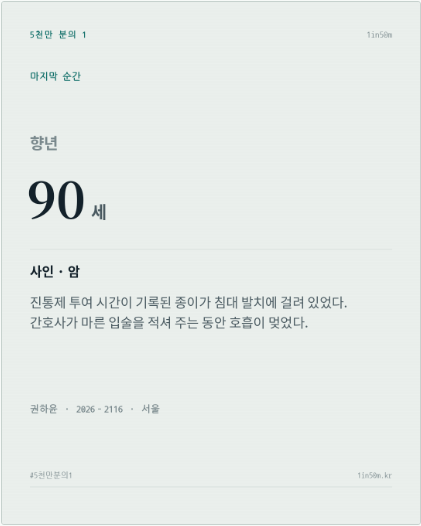 5천만 분의 1
1in50m
마지막 순간
향년
90 세
사인 · 암
진통제 투여 시간이 기록된 종이가 침대 발치에 걸려 있었다.
간호사가 마른 입술을 적셔 주는 동안 호흡이 멎었다.
권하윤 · 2026 - 2116 · 서울
#5천만분의1
1in50m.kr